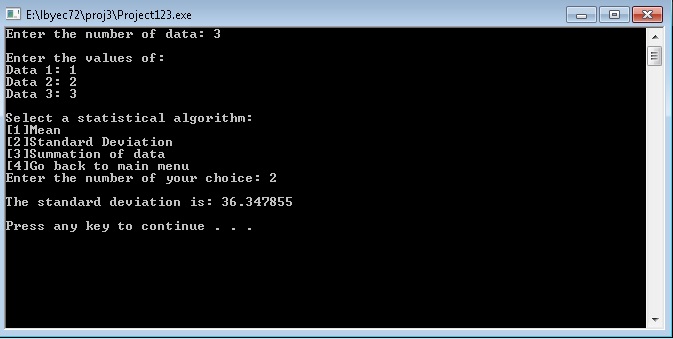 E:\lbyec72\proj3\Project123.exe
Enter the number of data: 3
Enter the values of:
Data 1: 1
Data 2: 2
Data 3: 3
Select a statistical algorithm:
[1]Mean
[2]Standard Deviation
[3]Summation of data
[4]Go back to main menu
Enter the number of your choice: 2
The standard deviation is: 36.347855
Press any key to continue . . .